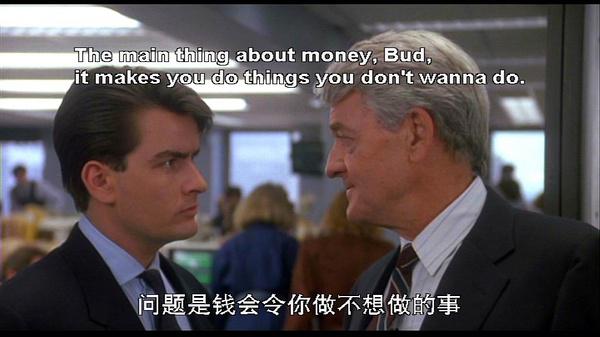 The main thing about money, Bud,
it makes you do things you don't wanna do.
问题是钱会令你做不想做的事